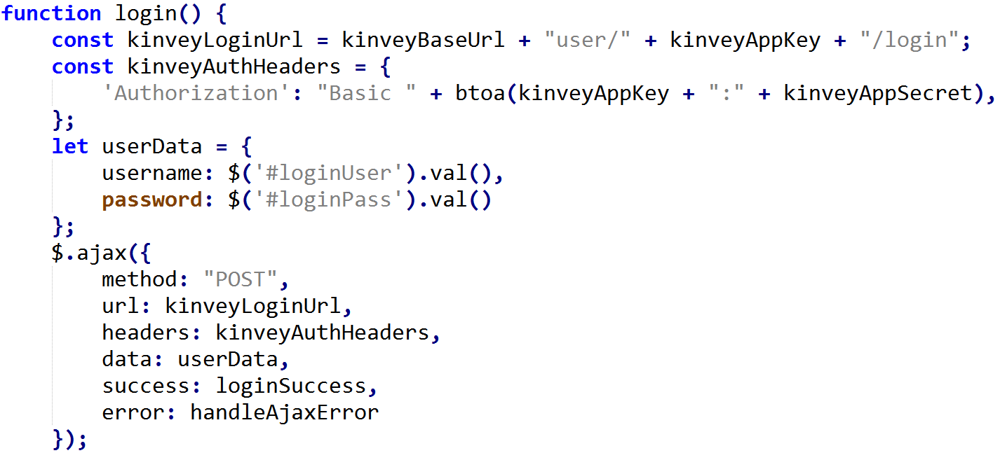 function login() {
    const kinveyLoginUrl = kinveyBaseUrl + "user/" + kinveyAppKey + "/login";
    const kinveyAuthHeaders = {
        'Authorization': "Basic " + btoa(kinveyAppKey + ":" + kinveyAppSecret),
    };
    let userData = {
        username: $('#loginUser').val(),
        password: $('#loginPass').val()
    };
    $.ajax({
        method: "POST",
        url: kinveyLoginUrl,
        headers: kinveyAuthHeaders,
        data: userData,
        success: loginSuccess,
        error: handleAjaxError
    });